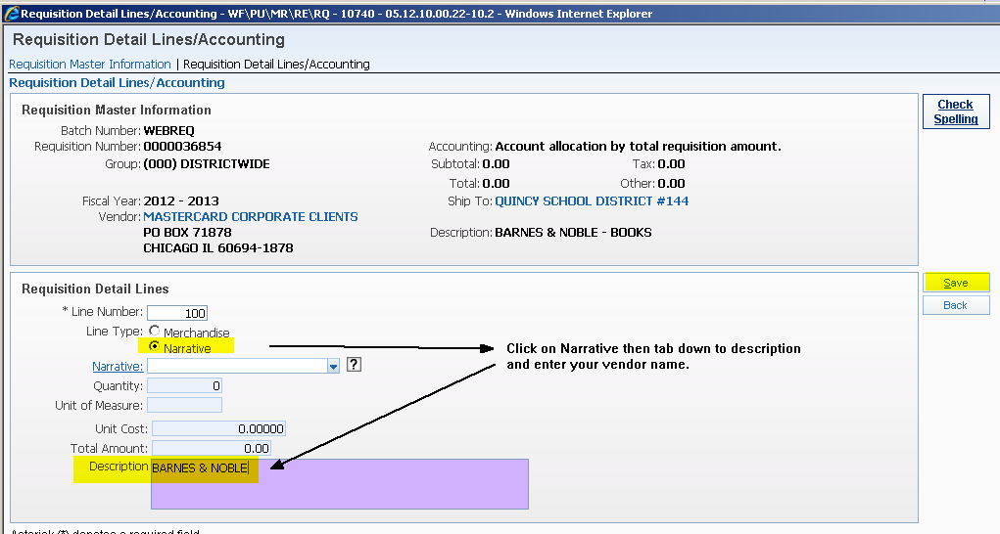 Requisition Detail Lines/Accounting - WF\PU\MR\RE\RQ - 10740 - 05.12.10.00.22-10.2 - Windows Internet Explorer
Requisition Detail Lines/Accounting
Requisition Master Information | Requisition Detail Lines/Accounting
Requisition Detail Lines/Accounting
Check
Spelling
Requisition Master Information
Batch Number: WEBREQ
Requisition Number: 0000036854 Accounting: Account allocation by total requisition amount.
Group: (000) DISTRICTWIDE Subtotal: 0.00 Tax: 0.00
Total: 0.00 Other: 0.00
Fiscal Year: 2012 - 2013 Ship To: QUINCY SCHOOL DISTRICT #144
Vendor: MASTERCARD CORPORATE CLIENTS
PO BOX 71878 Description: BARNES & NOBLE - BOOKS
CHICAGO IL 60694-1878
Requisition Detail Lines
Save
Back
* Line Number: 100
Line Type: Merchandise
Narrative
Click on Narrative then tab down to description
and enter your vendor name.
Narrative: ?
Quantity: 0
Unit of Measure:
Unit Cost: 0.00000
Total Amount: 0.00
Description BARNES & NOBLE
Asterisk (*) denotes a required field